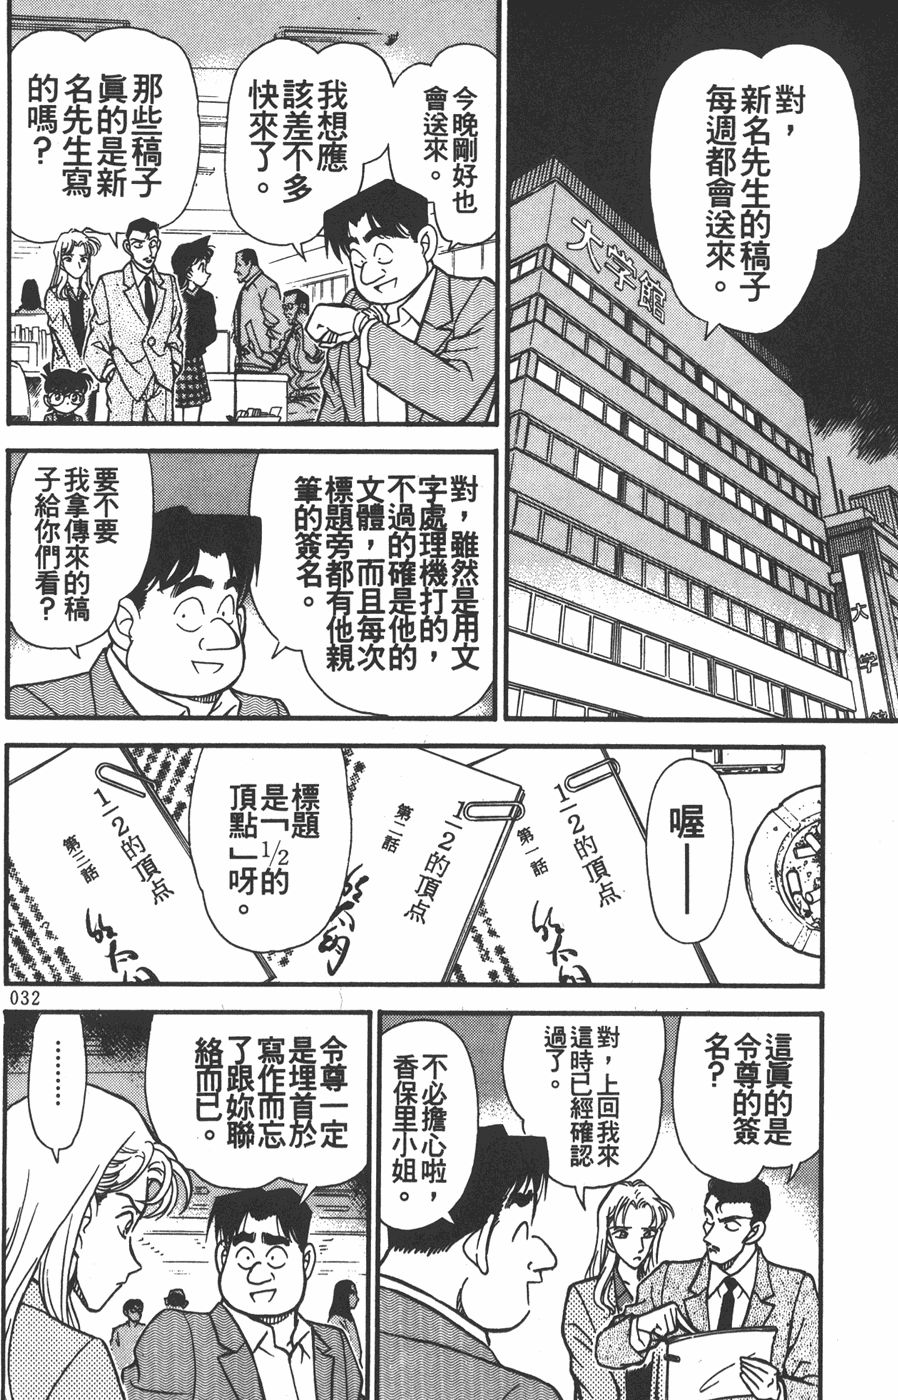 對，
新名先生的稿子
每週都會送來。
大学館
大学館
今晚剛好也
會送來。
我想應
該差不多
快來了。
那些稿子
眞的是新
名先生寫
的嗎？
對，雖然是用文
字處理機打的，
不過的確是他的
文體，而且每次
標題旁都有他親
筆的簽名。
要不要
我拿傳來的稿
子給你們看？
喔——
1/2的頂点
第一話
1/2的頂点
第二話
標題
是「1/2的
頂點」呀。
1/2的頂点
第三話
032
這眞的是
令尊的簽
名？
對，上回我來
這時已經確認
過了。
不必擔心啦，
香保里小姐。
令尊一定
是埋首於
寫作而忘
了跟妳聯
絡而已。
………